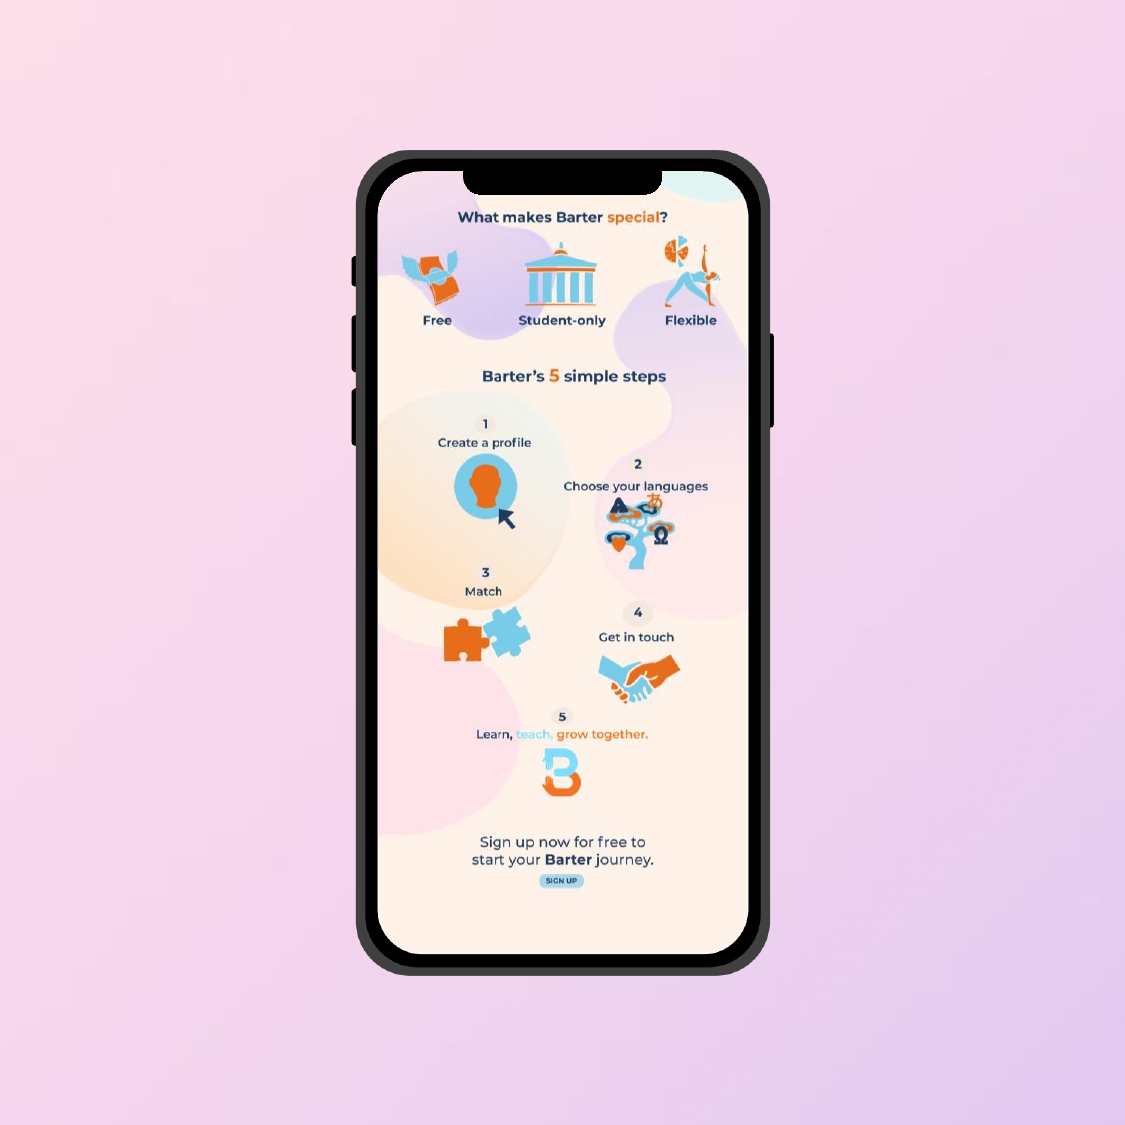 What makes Barter special?
Free
Student-only
Flexible
Barter's 5 simple steps
1
Create a profile
2
Choose your languages
A
あ
Ω
3
Match
4
Get in touch
5
Learn, teach, grow together.
B
Sign up now for free to
start your Barter journey.
SIGN UP